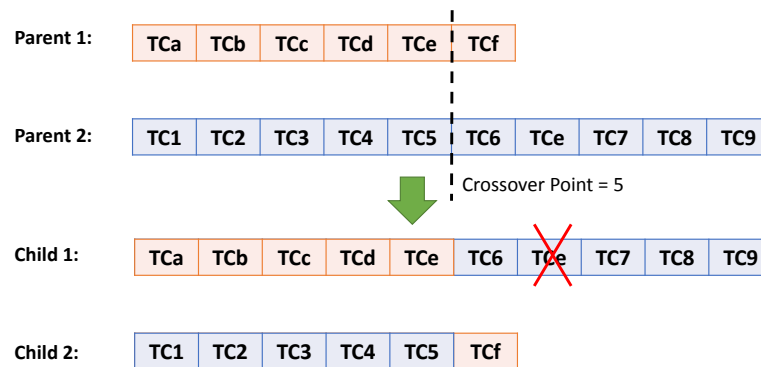 Parent 1: TCa TCb TCc TCd TCe TCf
Parent 2: TC1 TC2 TC3 TC4 TC5 TC6 TCe TC7 TC8 TC9
Crossover Point = 5
Child 1: TCa TCb TCc TCd TCe TC6 TCe TC7 TC8 TC9
Child 2: TC1 TC2 TC3 TC4 TC5 TCf